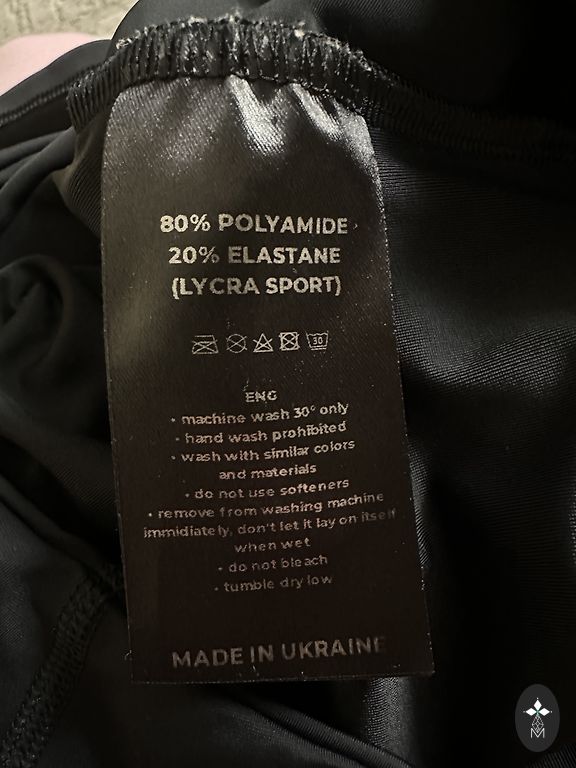 80% POLYAMIDE
20% ELASTANE
(LYCRA SPORT)
30
ENG
• machine wash 30° only
• hand wash prohibited
• wash with similar colors
and materials
• do not use softeners
• remove from washing machine
immediately, don't let it lay on itself
when wet
• do not bleach
• tumble dry low
MADE IN UKRAINE
M